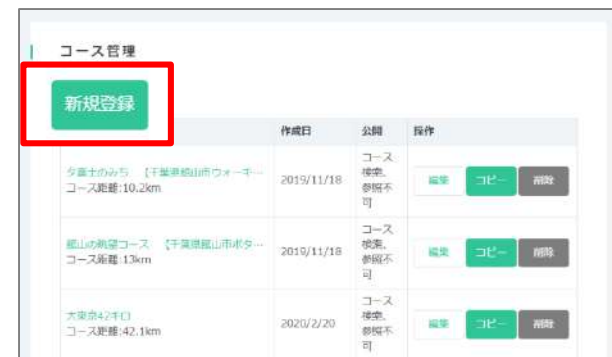 コース管理
新規登録
作成日 公開 操作
夕富士のみち 【千葉県館山市ウォーキ…
コース距離:10.2km
2019/11/18
コース
検索、
参照不
可
編集 コピー 削除
館山の眺望コース 【千葉県館山市ポタ…
コース距離:13km
2019/11/18
コース
検索、
参照不
可
編集 コピー 削除
大東京42キロ
コース距離:42.1km
2020/2/20
コース
検索、
参照不
可
編集 コピー 削除